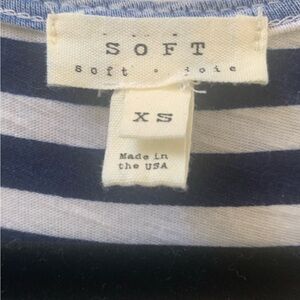 SOFT
soft • joie
XS
Made in
the USA